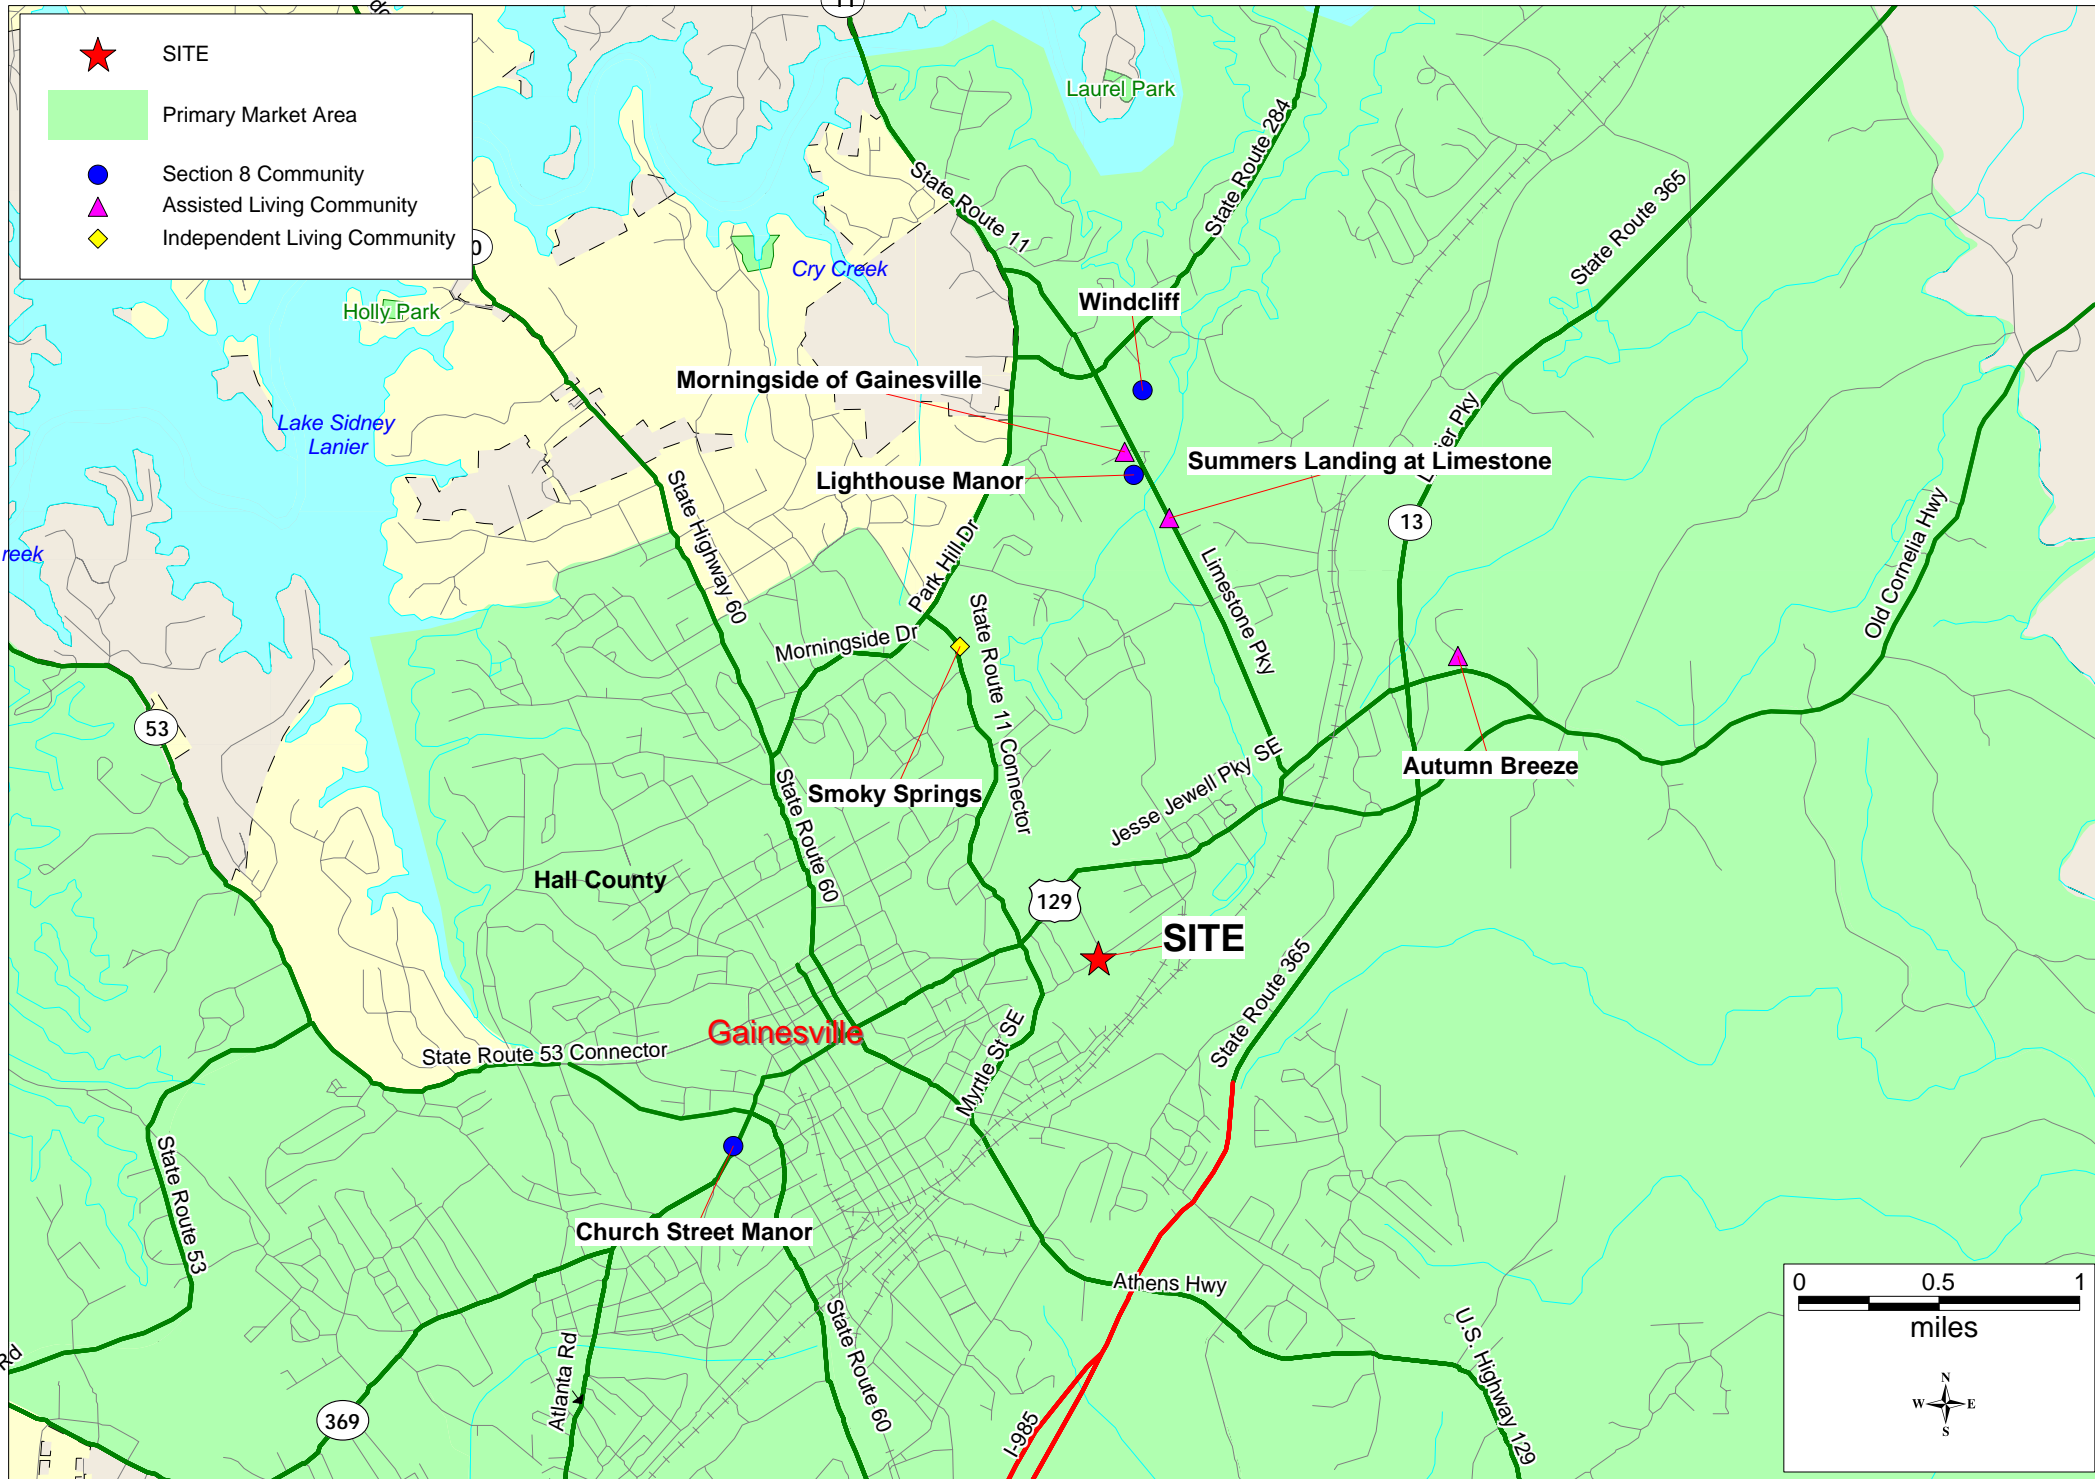 11
SITE
Primary Market Area
Section 8 Community
Assisted Living Community
Independent Living Community
Laurel Park
State Route 284
State Route 11
State Route 365
Cry Creek
Holly Park
Windcliff
Morningside of Gainesville
Lake Sidney
Lanier
Summers Landing at Limestone
Lighthouse Manor
State Highway 60
13
Old Cornelia Hwy
reek
Park Hill Dr
Limestone Pky
Morningside Dr
State Route 11 Connector
53
Jesse Jewell Pky SE
Autumn Breeze
Smoky Springs
State Route 60
Hall County
129
SITE
State Route 365
Gainesville
State Route 53 Connector
Myrtle St SE
State Route 53
Church Street Manor
Athens Hwy
State Route 60
U.S. Highway 129
Atlanta Rd
Rd
369
I-985
0 0.5 1
miles
N
W E
S